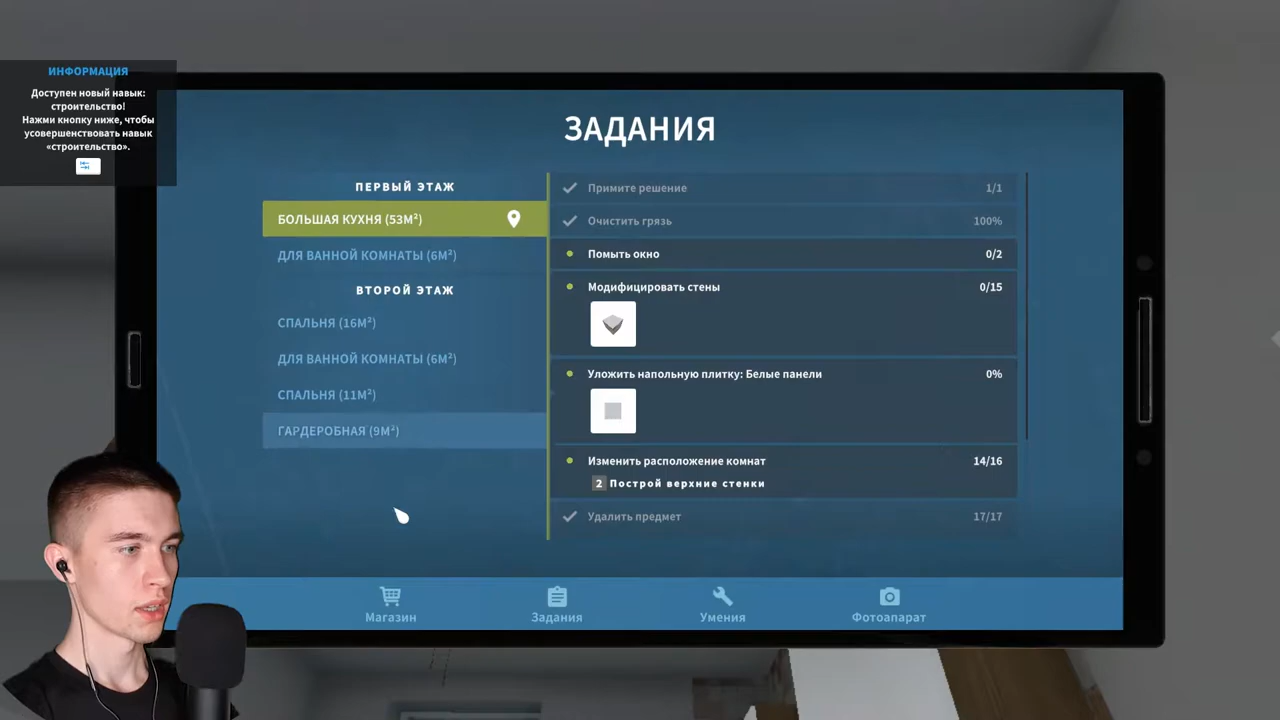 ИНФОРМАЦИЯ
Доступен новый навык:
строительство!
Нажми кнопку ниже, чтобы
усовершенствовать навык
«строительство».
ЗАДАНИЯ
ПЕРВЫЙ ЭТАЖ
БОЛЬШАЯ КУХНЯ (53М²)
ДЛЯ ВАННОЙ КОМНАТЫ (6М²)
ВТОРОЙ ЭТАЖ
СПАЛЬНЯ (16М²)
ДЛЯ ВАННОЙ КОМНАТЫ (6М²)
СПАЛЬНЯ (11М²)
ГАРДЕРОБНАЯ (9М²)
Примите решение 1/1
Очистить грязь 100%
Помыть окно 0/2
Модифицировать стены 0/15
Уложить напольную плитку: Белые панели 0%
Изменить расположение комнат 14/16
2 Построй верхние стенки
Удалить предмет 17/17
Магазин Задания Умения Фотоаппарат